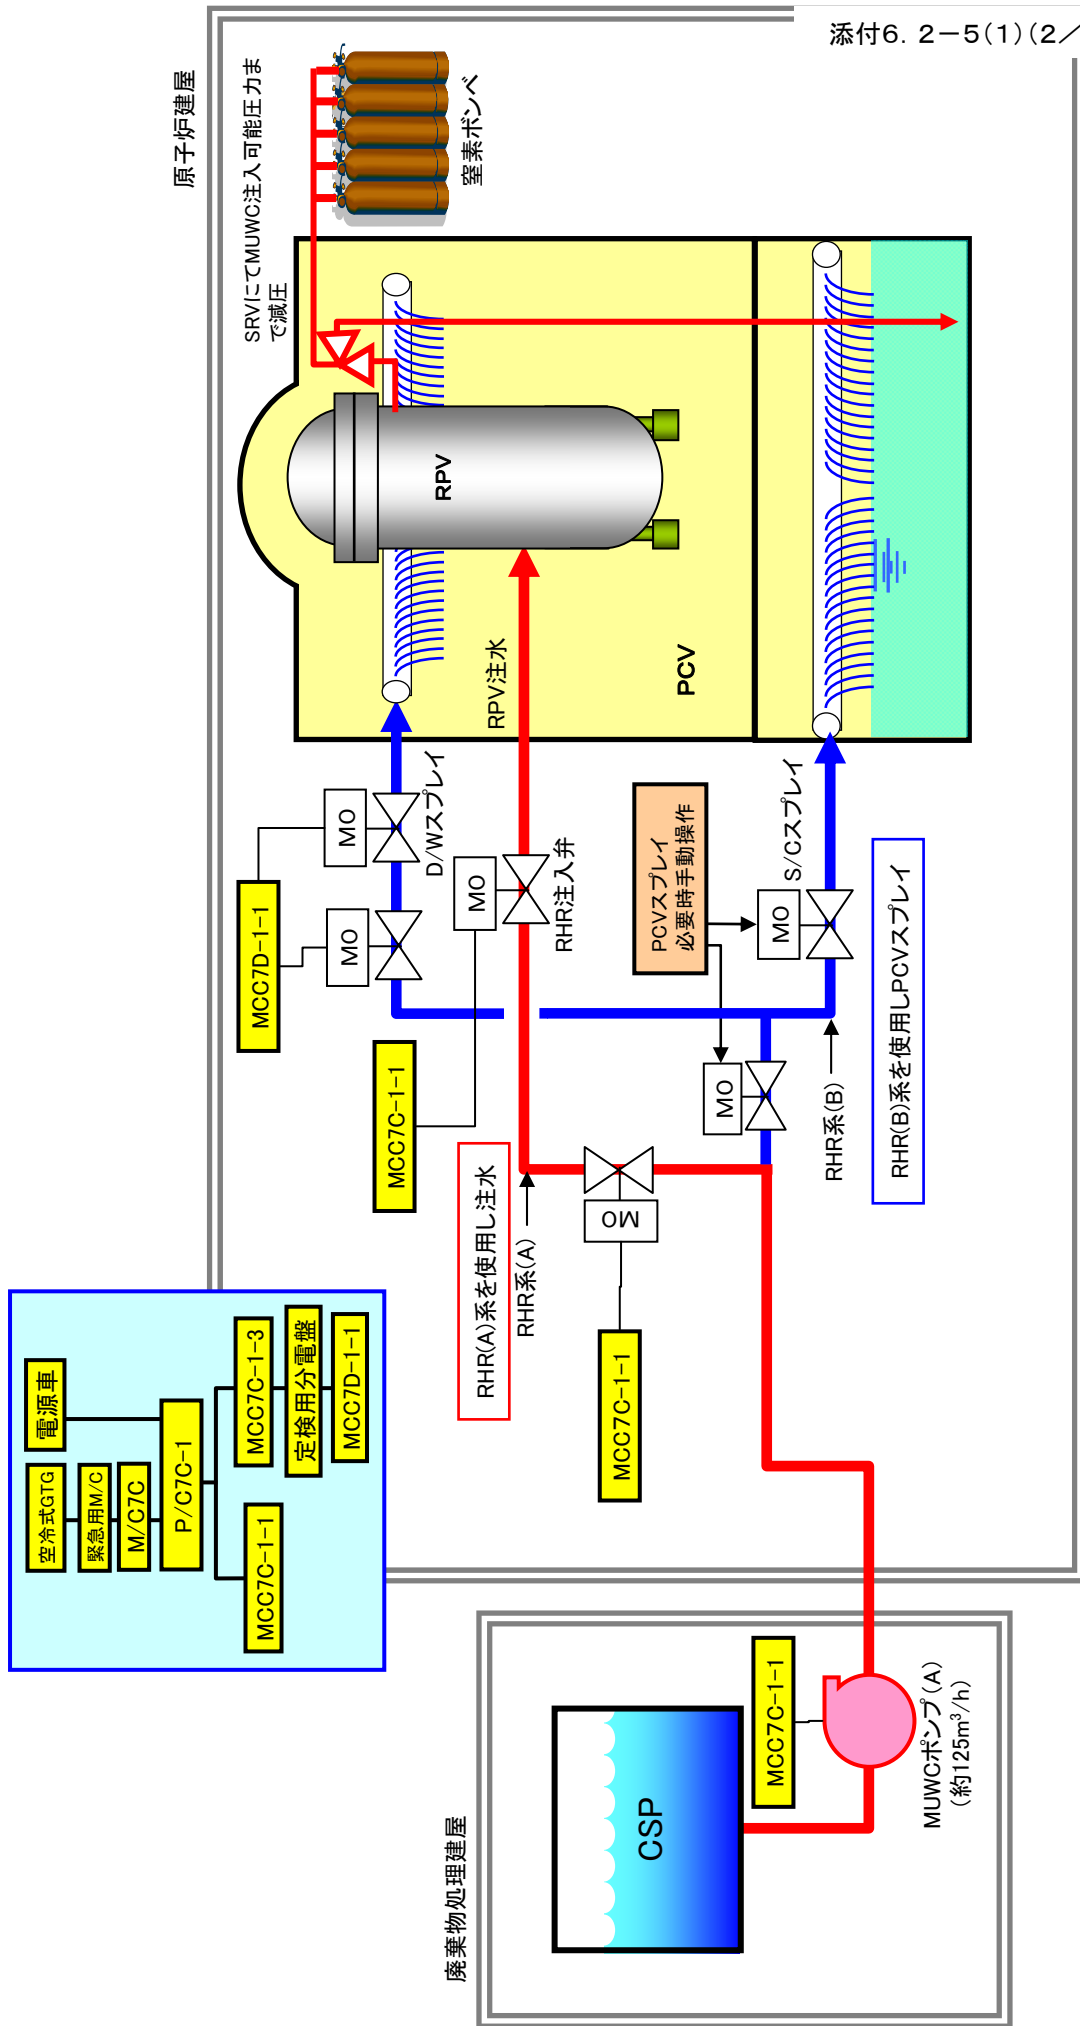 添付6.2-5(1)(2/
原子炉建屋
SRVにてMUWC注入可能圧力ま
で減圧
窒素ボンベ
RPV
PCV
RPV注水
D/Wスプレイ
MO
MO
MCC7D-1-1
MO
RHR注入弁
MCC7C-1-1
PCVスプレイ
必要時手動操作
MO
S/Cスプレイ
MO
RHR系(B)
RHR(B)系を使用しPCVスプレイ
RHR(A)系を使用し注水
RHR系(A)
MO
MCC7C-1-1
電源車
空冷式GTG
緊急用M/C
M/C7C
P/C7C-1
MCC7C-1-3
定検用分電盤
MCC7D-1-1
MCC7C-1-1
廃棄物処理建屋
CSP
MCC7C-1-1
MUWCポンプ(A)
(約125m³/h)